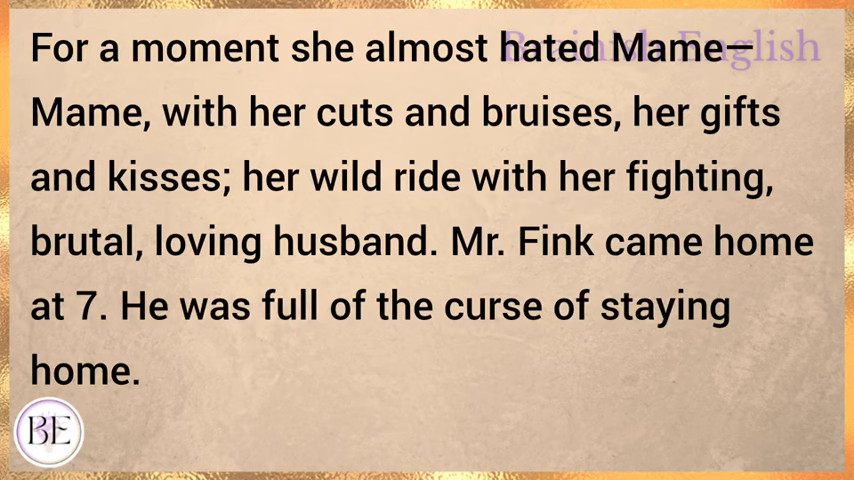 For a moment she almost hated Mame—
Mame, with her cuts and bruises, her gifts
and kisses; her wild ride with her fighting,
brutal, loving husband. Mr. Fink came home
at 7. He was full of the curse of staying
home.
Brainish English
BE